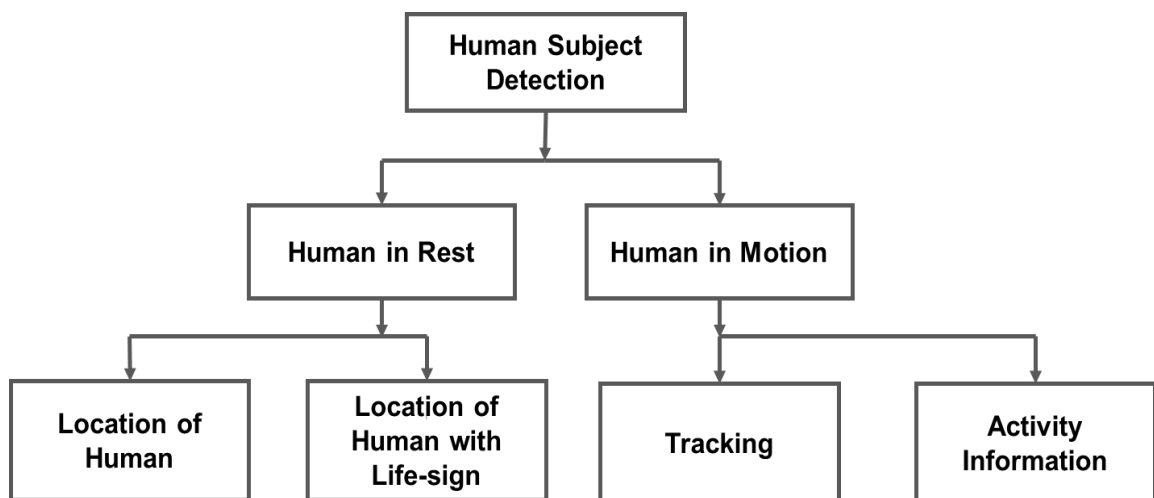 Human Subject
Detection
Human in Rest
Human in Motion
Location of
Human
Location of
Human with
Life-sign
Tracking
Activity
Information